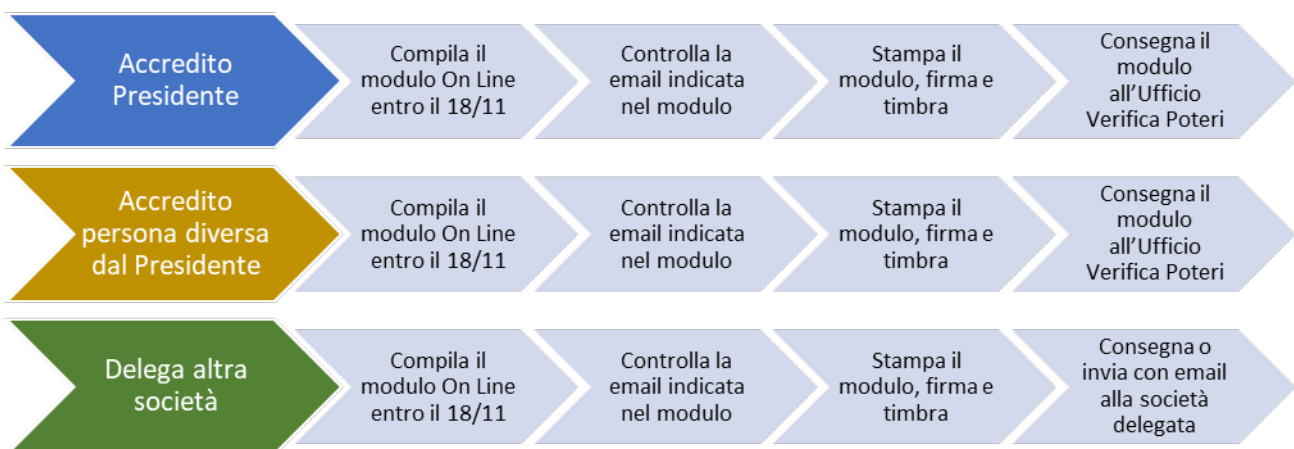 Accredito
Presidente
Compila il
modulo On Line
entro il 18/11
Controlla la
email indicata
nel modulo
Stampa il
modulo, firma e
timbra
Consegna il
modulo
all'Ufficio
Verifica Poteri
Accredito
persona diversa
dal Presidente
Compila il
modulo On Line
entro il 18/11
Controlla la
email indicata
nel modulo
Stampa il
modulo, firma e
timbra
Consegna il
modulo
all'Ufficio
Verifica Poteri
Delega altra
società
Compila il
modulo On Line
entro il 18/11
Controlla la
email indicata
nel modulo
Stampa il
modulo, firma e
timbra
Consegna o
invia con email
alla società
delegata